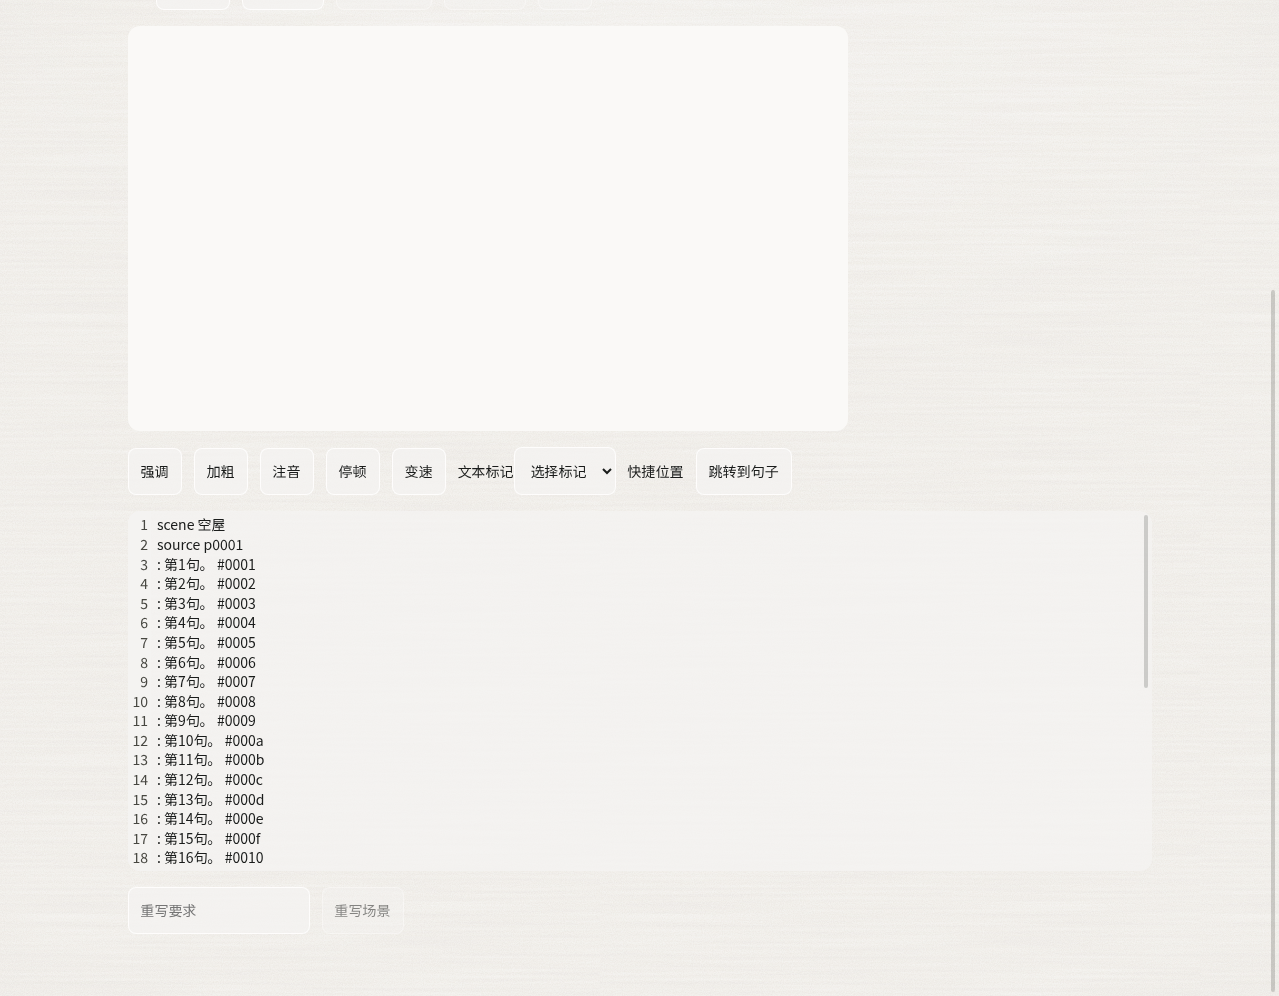 强调 加粗 注音 停顿 变速 文本标记 选择标记 快捷位置 跳转到句子
1 scene 空屋
2 source p0001
3 : 第1句。 #0001
4 : 第2句。 #0002
5 : 第3句。 #0003
6 : 第4句。 #0004
7 : 第5句。 #0005
8 : 第6句。 #0006
9 : 第7句。 #0007
10 : 第8句。 #0008
11 : 第9句。 #0009
12 : 第10句。 #000a
13 : 第11句。 #000b
14 : 第12句。 #000c
15 : 第13句。 #000d
16 : 第14句。 #000e
17 : 第15句。 #000f
18 : 第16句。 #0010
重写要求 重写场景